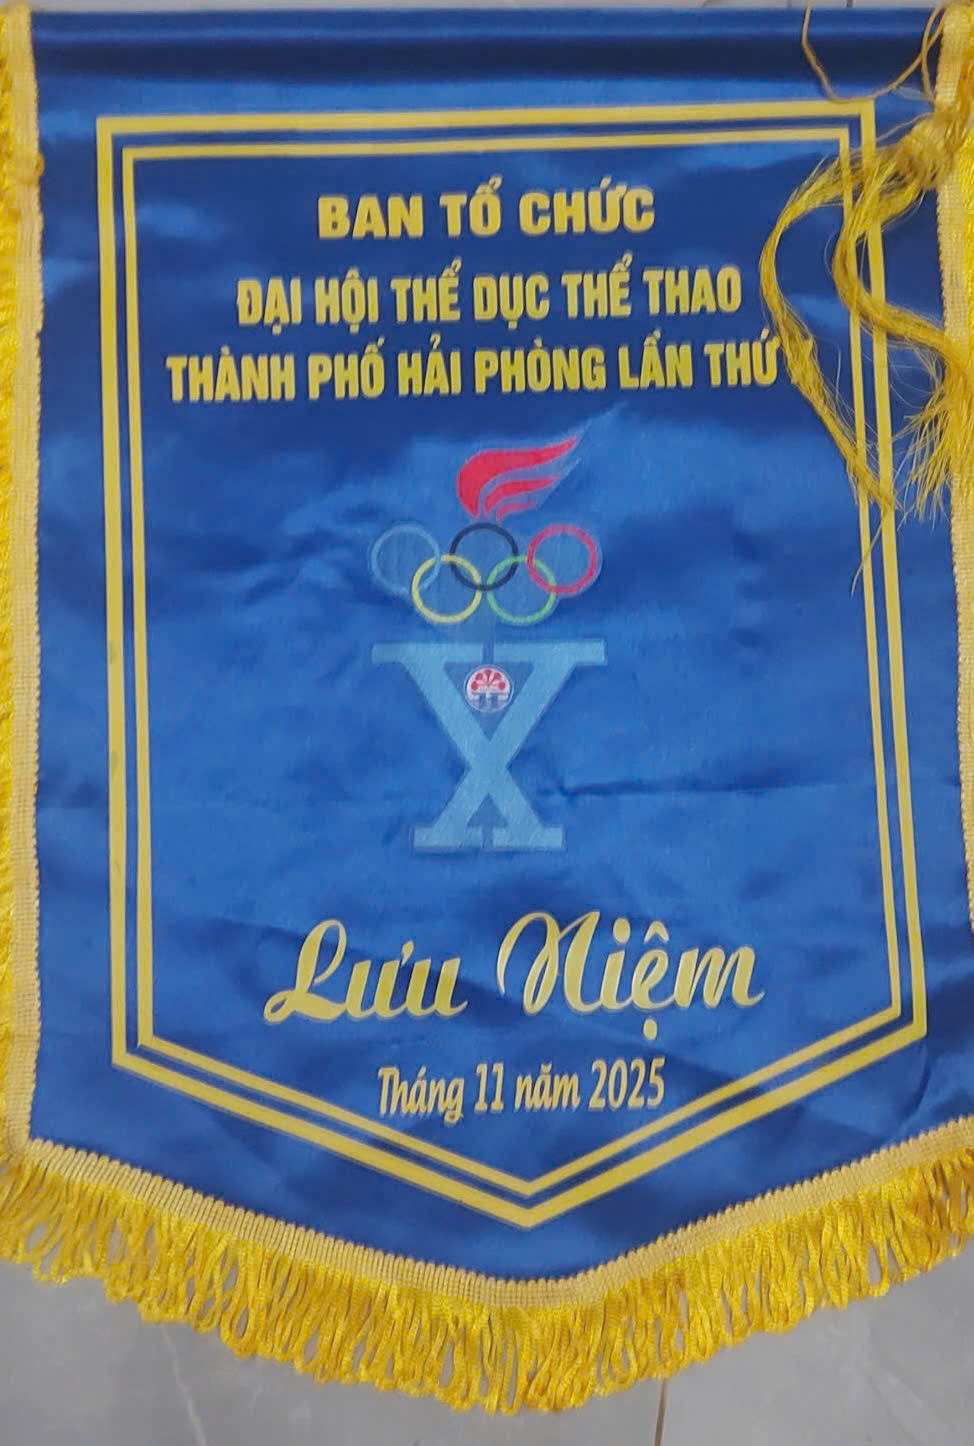 BAN TỔ CHỨC
ĐẠI HỘI THỂ DỤC THỂ THAO
THÀNH PHỐ HẢI PHÒNG LẦN THỨ
X
Lưu Niệm
Tháng 11 năm 2025